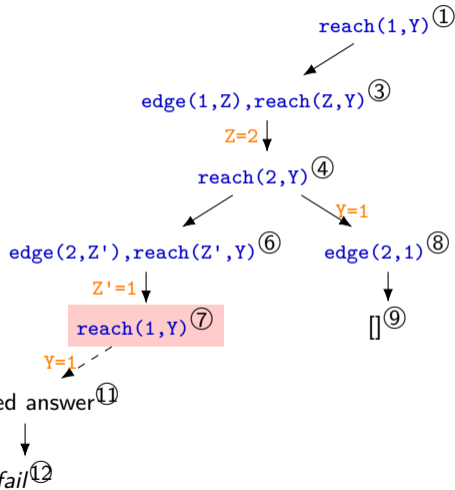 reach(1,Y)①
edge(1,Z),reach(Z,Y)③
Z=2
reach(2,Y)④
Y=1
edge(2,Z'),reach(Z',Y)⑥ edge(2,1)⑧
Z'=1
reach(1,Y)⑦ []⑨
Y=1
answer⑪
fail⑫